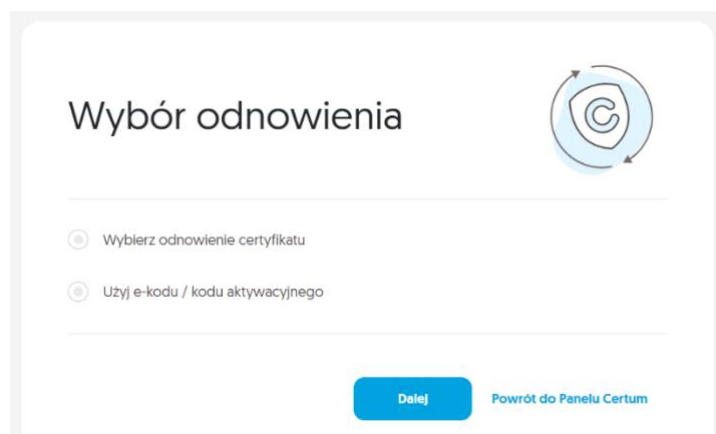 Wybór odnowienia
Wybierz odnowienie certyfikatu
Użyj e-kodu / kodu aktywacyjnego
Dalej
Powrót do Panelu Certum